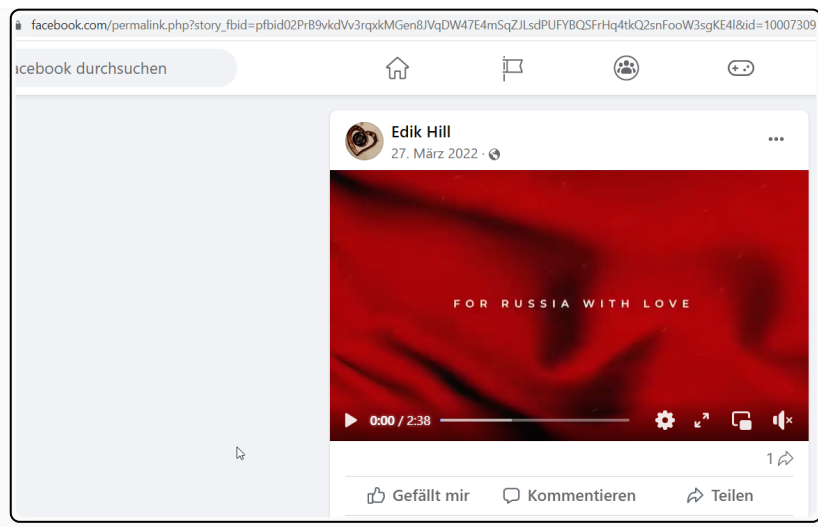 facebook.com/permalink.php?story_fbid=pfbid02PrB9vkdVv3rqxkMGen8JVqDW47E4mSqZJLsdPUFYBQSFrHq4tkQ2snFooW3sgKE4l&id=10007309
acebook durchsuchen
Edik Hill
27. März 2022 ·
FOR RUSSIA WITH LOVE
0:00 / 2:38
1
Gefällt mir Kommentieren Teilen